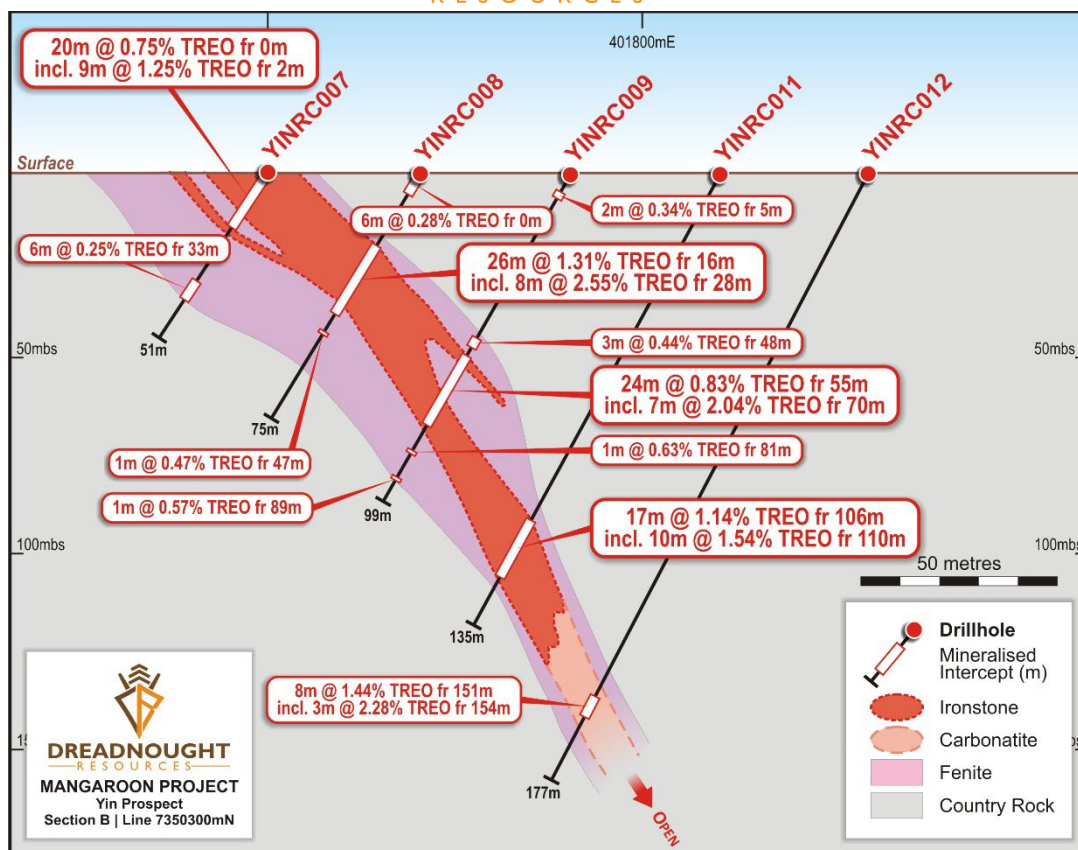 RESOURCES
401800mE
20m @ 0.75% TREO fr 0m
incl. 9m @ 1.25% TREO fr 2m
YINRC007
YINRC008
YINRC009
YINRC011
YINRC012
Surface
6m @ 0.28% TREO fr 0m
2m @ 0.34% TREO fr 5m
6m @ 0.25% TREO fr 33m
26m @ 1.31% TREO fr 16m
incl. 8m @ 2.55% TREO fr 28m
51m
50mbs
3m @ 0.44% TREO fr 48m
50mbs
24m @ 0.83% TREO fr 55m
incl. 7m @ 2.04% TREO fr 70m
75m
1m @ 0.47% TREO fr 47m
1m @ 0.63% TREO fr 81m
1m @ 0.57% TREO fr 89m
99m
17m @ 1.14% TREO fr 106m
incl. 10m @ 1.54% TREO fr 110m
100mbs
100mbs
50 metres
135m
Drillhole
Mineralised
Intercept (m)
Ironstone
Carbonatite
Fenite
Country Rock
8m @ 1.44% TREO fr 151m
incl. 3m @ 2.28% TREO fr 154m
177m
OPEN
DREADNOUGHT
RESOURCES
MANGAROON PROJECT
Yin Prospect
Section B | Line 7350300mN